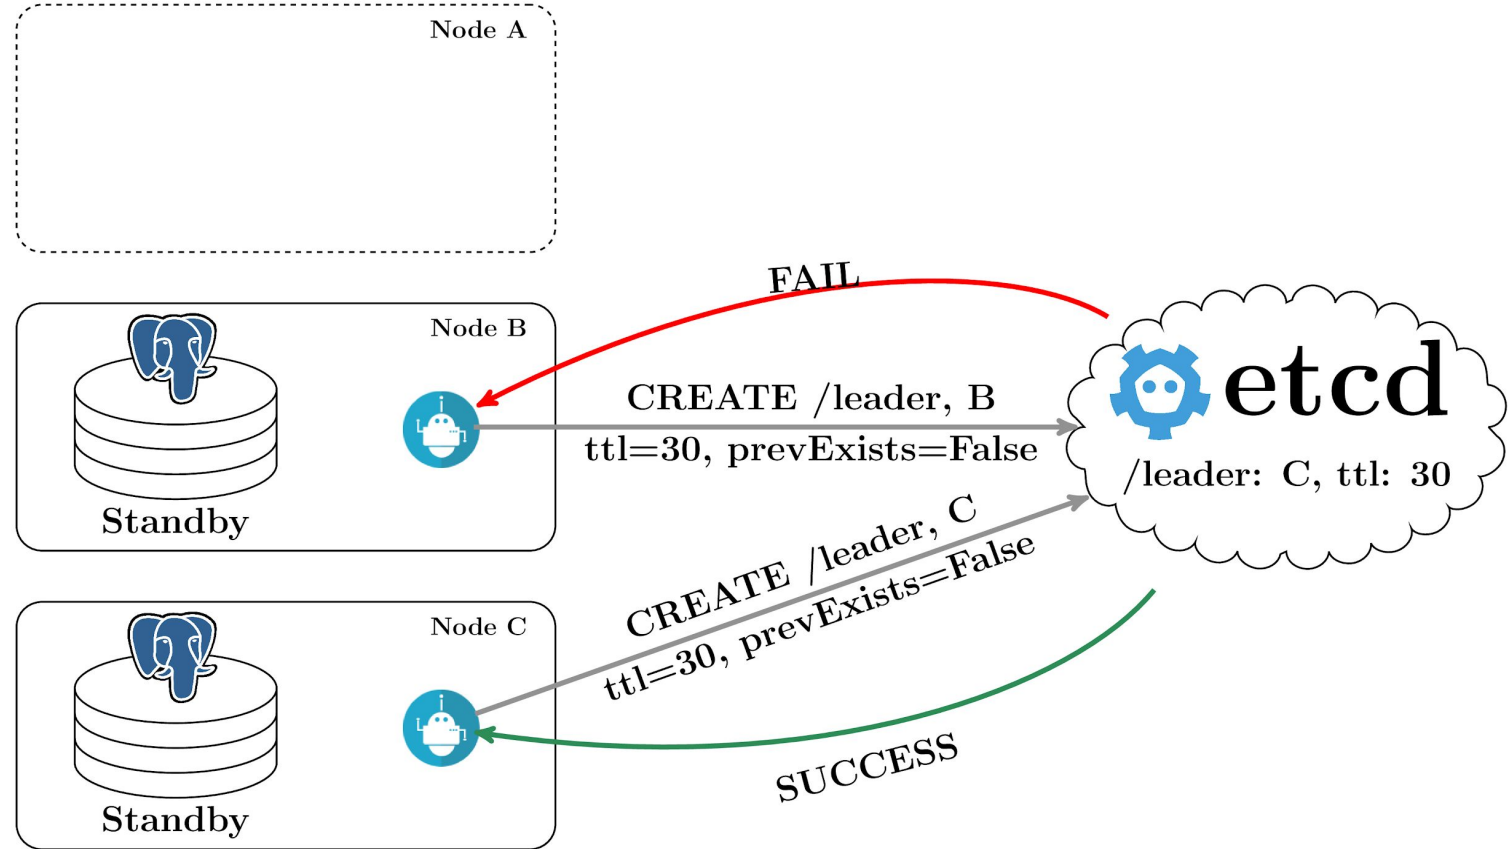 Node A
FAIL
Node B
CREATE /leader, B
ttl=30, prevExists=False
Standby
etcd
/leader: C, ttl: 30
CREATE /leader, C
ttl=30, prevExists=False
Node C
SUCCESS
Standby